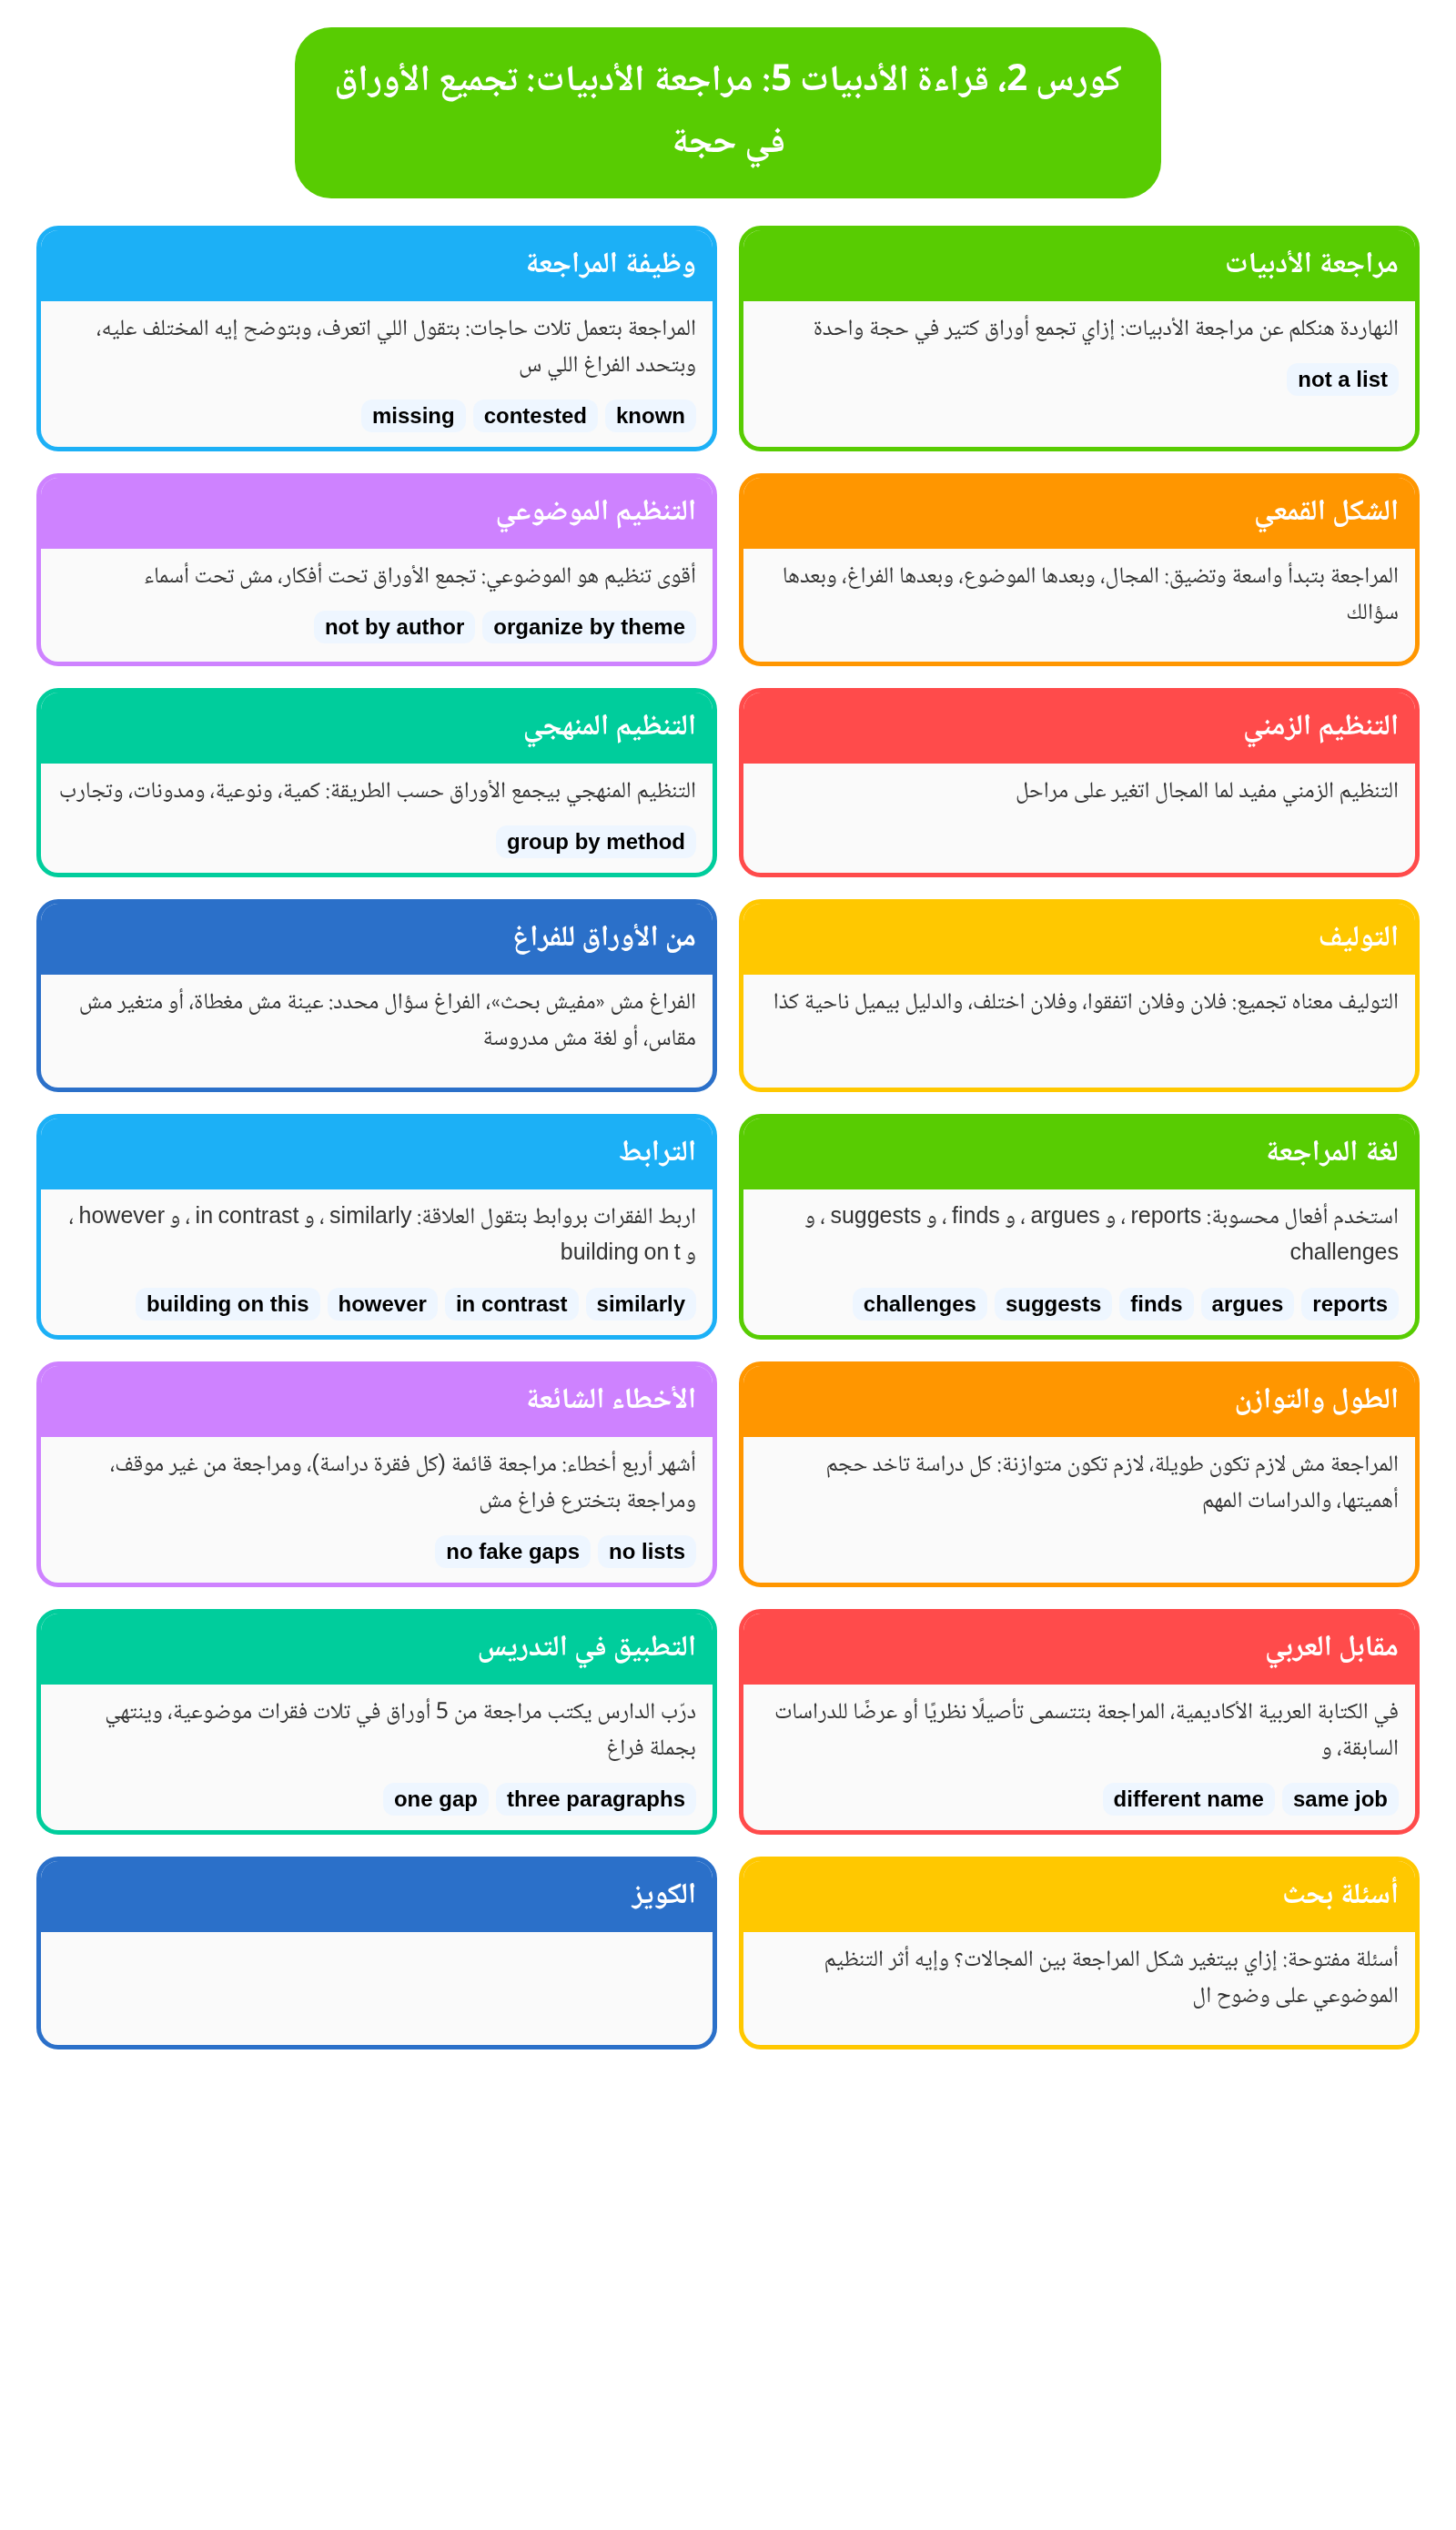 كورس 2، قراءة الأدبيات 5: مراجعة الأدبيات: تجميع الأوراق
في حجة
مراجعة الأدبيات
النهاردة هنكلم عن مراجعة الأدبيات: إزاي تجمع أوراق كتير في حجة واحدة
not a list
وظيفة المراجعة
المراجعة بتعمل تلات حاجات: بتقول اللي اتعرف، وبتوضح إيه المختلف عليه،
وبتحدد الفراغ اللي س
known contested missing
الشكل القمعي
المراجعة بتبدأ واسعة وتضيق: المجال، وبعدها الموضوع، وبعدها الفراغ، وبعدها
سؤالك
التنظيم الموضوعي
أقوى تنظيم هو الموضوعي: تجمع الأوراق تحت أفكار، مش تحت أسماء
organize by theme not by author
التنظيم الزمني
التنظيم الزمني مفيد لما المجال اتغير على مراحل
التنظيم المنهجي
التنظيم المنهجي بيجمع الأوراق حسب الطريقة: كمية، ونوعية، ومدونات، وتجارب
group by method
التوليف
التوليف معناه تجميع: فلان وفلان اتفقوا، وفلان اختلف، والدليل بيميل ناحية كذا
من الأوراق للفراغ
الفراغ مش «مفيش بحث»، الفراغ سؤال محدد: عينة مش مغطاة، أو متغير مش
مقاس، أو لغة مش مدروسة
لغة المراجعة
استخدم أفعال محسوبة: reports ، و argues ، و finds ، و suggests ، و
challenges
reports argues finds suggests challenges
الترابط
اربط الفقرات بروابط بتقول العلاقة: similarly ، و in contrast ، و however ،
و building on t
similarly in contrast however building on this
الطول والتوازن
المراجعة مش لازم تكون طويلة، لازم تكون متوازنة: كل دراسة تاخد حجم
أهميتها، والدراسات المهم
الأخطاء الشائعة
أشهر أربع أخطاء: مراجعة قائمة (كل فقرة دراسة)، ومراجعة من غير موقف،
ومراجعة بتخترع فراغ مش
no lists no fake gaps
مقابل العربي
في الكتابة العربية الأكاديمية، المراجعة بتتسمى تأصيلًا نظريًا أو عرضًا للدراسات
السابقة، و
same job different name
التطبيق في التدريس
درّب الدارس يكتب مراجعة من 5 أوراق في تلات فقرات موضوعية، وينتهي
بجملة فراغ
three paragraphs one gap
أسئلة بحث
أسئلة مفتوحة: إزاي بيتغير شكل المراجعة بين المجالات؟ وإيه أثر التنظيم
الموضوعي على وضوح ال
الكويز